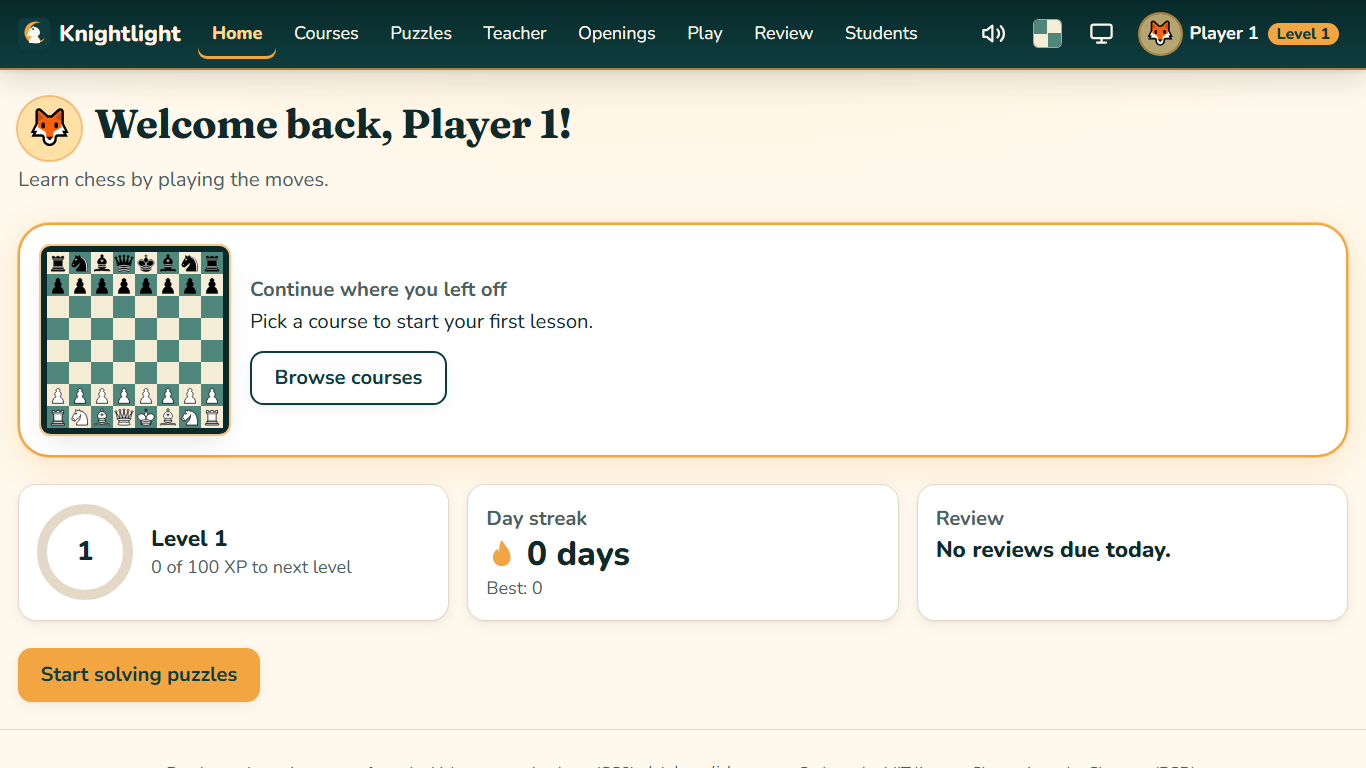 Knightlight Home Courses Puzzles Teacher Openings Play Review Students Player 1 Level 1
Welcome back, Player 1!
Learn chess by playing the moves.
Continue where you left off
Pick a course to start your first lesson.
Browse courses
1
Level 1
0 of 100 XP to next level
Day streak
0 days
Best: 0
Review
No reviews due today.
Start solving puzzles